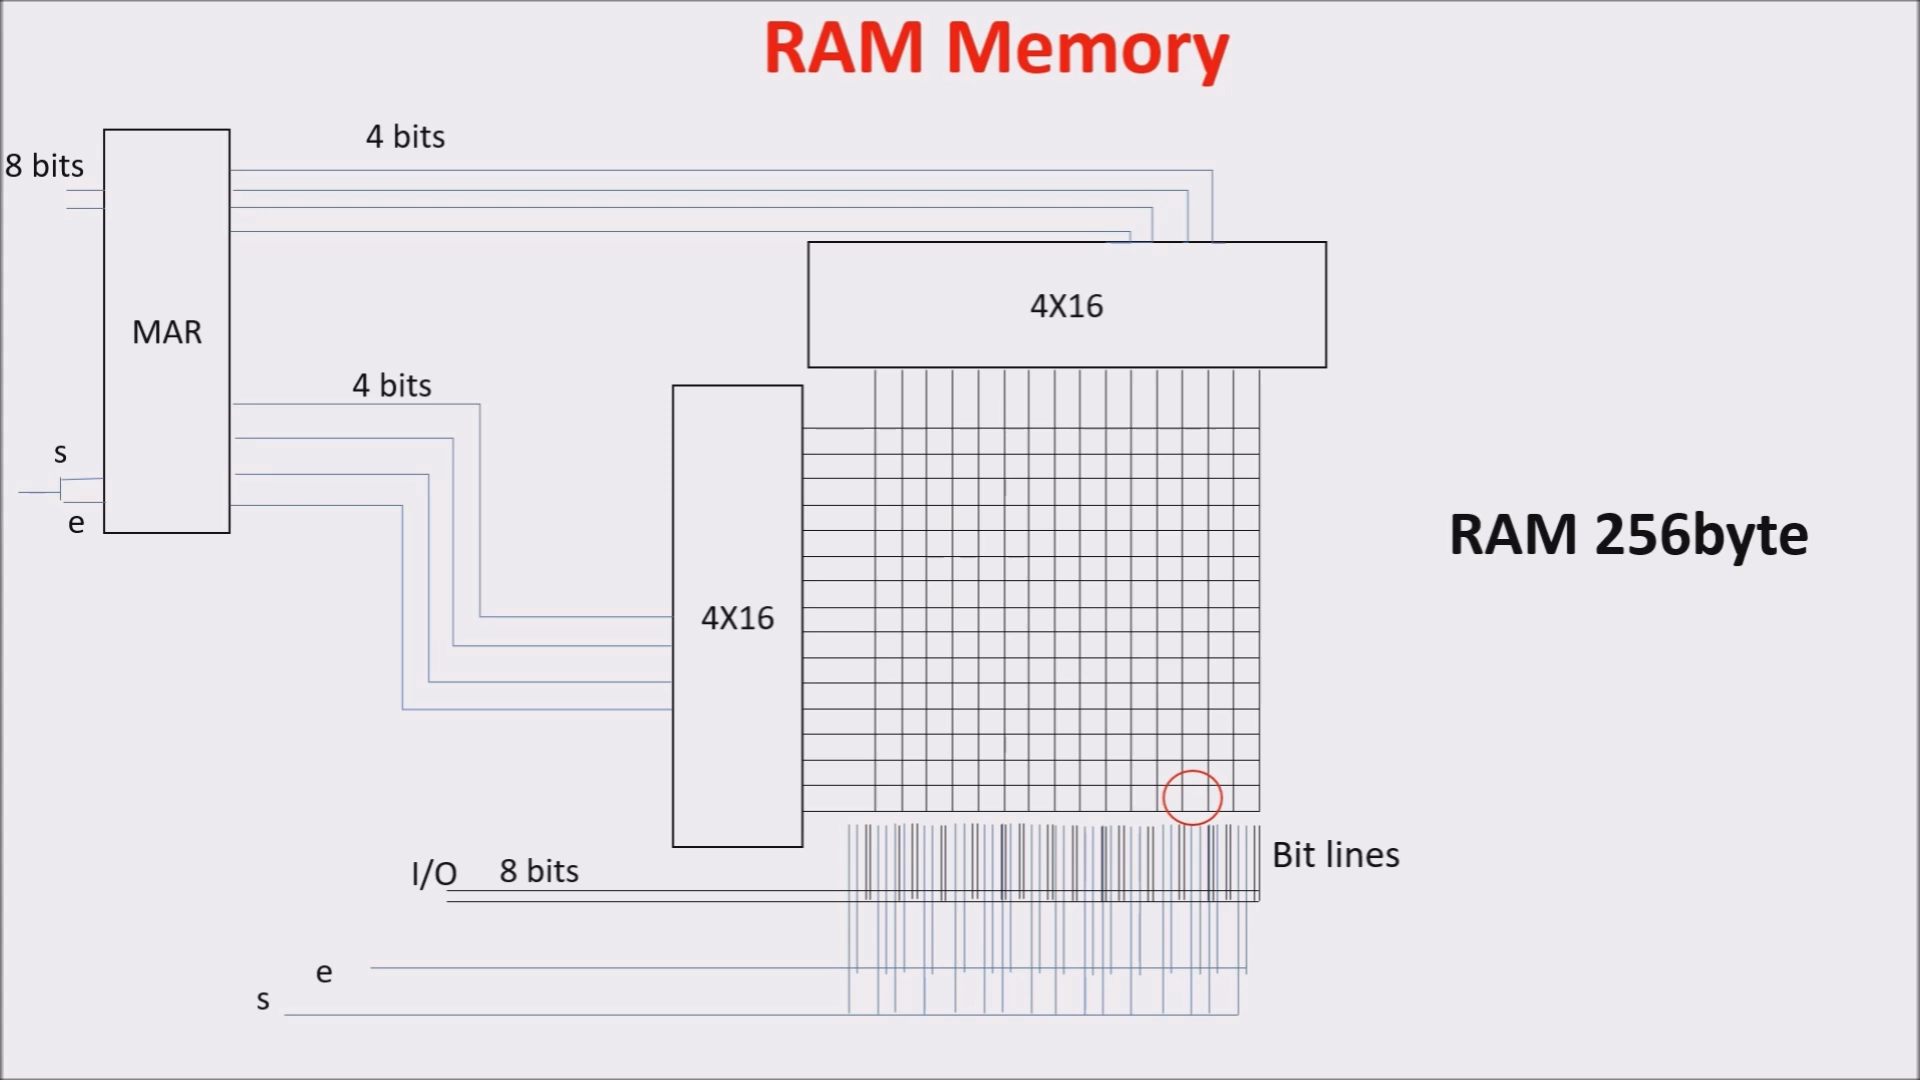 RAM Memory
4 bits
8 bits
4X16
MAR
4 bits
s
e
4X16
RAM 256byte
Bit lines
I/O 8 bits
e
s